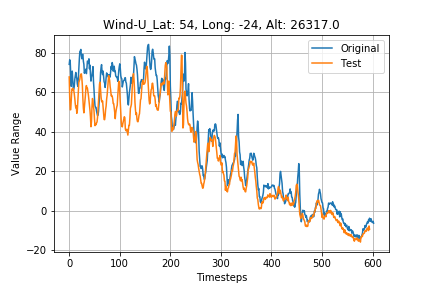 Wind-U_Lat: 54, Long: -24, Alt: 26317.0
Original
Test
Value Range
80
60
40
20
0
−20
0 100 200 300 400 500 600
Timesteps